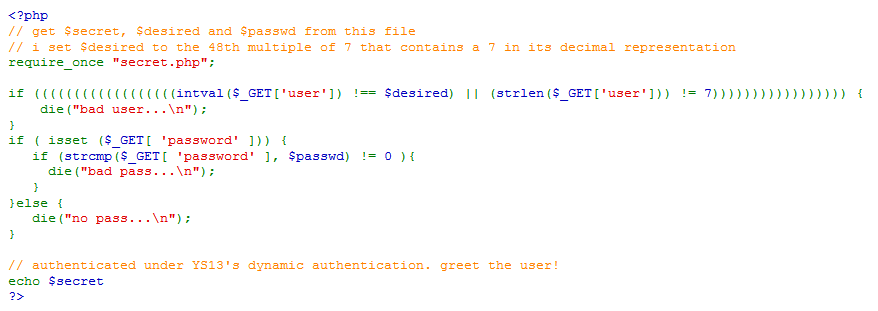 <?php
// get $secret, $desired and $passwd from this file
// i set $desired to the 48th multiple of 7 that contains a 7 in its decimal representation
require_once "secret.php";
if ((((((((((((((((((intval($_GET['user']) !== $desired) || (strlen($_GET['user'])) != 7))))))))))))))))) {
die("bad user...\n");
}
if ( isset ($_GET[ 'password' ])) {
if (strcmp($_GET[ 'password' ], $passwd) != 0 ){
die("bad pass...\n");
}
}else {
die("no pass...\n");
}
// authenticated under YS13's dynamic authentication. greet the user!
echo $secret
?>